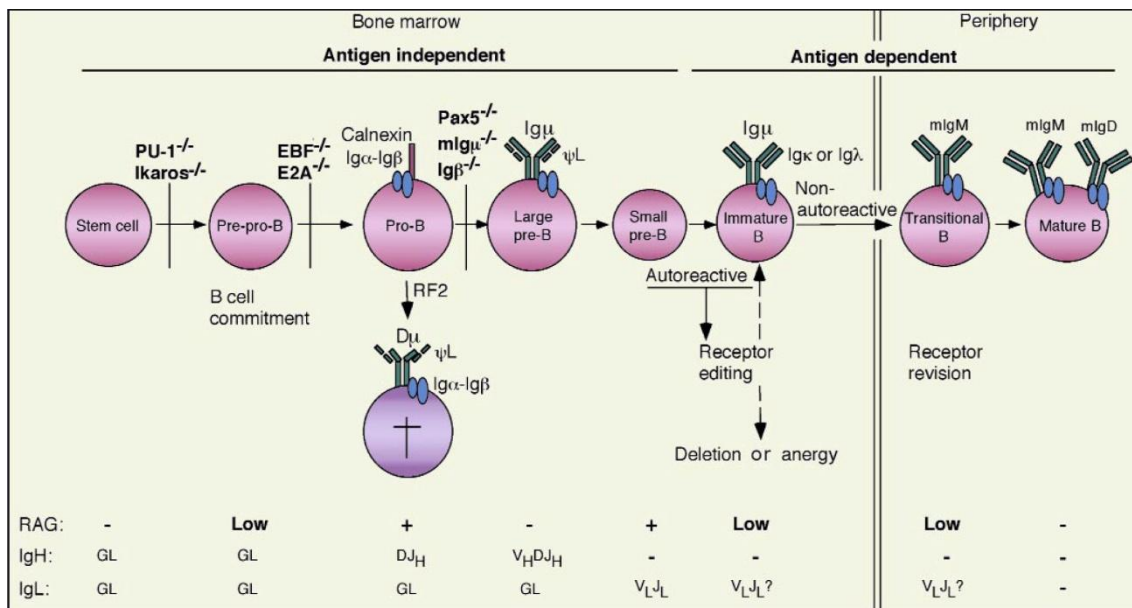 Bone marrow
Periphery
Antigen independent
Antigen dependent
PU-1-/-
Ikaros-/-
EBF-/-
E2A-/-
Calnexin
Igα-Igβ
Pax5-/-
mIgμ-/-
Igβ-/-
Igμ
ψL
Igμ
Igκ or Igλ
Non-
autoreactive
mIgM
mIgM
mIgD
Stem cell
Pre-pro-B
Pro-B
Large
pre-B
Small
pre-B
Immature
B
Transitional
B
Mature B
B cell
commitment
RF2
Dμ
ψL
Igα-Igβ
Autoreactive
Receptor
editing
Deletion or anergy
Receptor
revision
RAG: - Low + - + Low Low -
IgH: GL GL DJH VHDJH - - - -
IgL: GL GL GL GL VLJL VLJL? VLJL? -